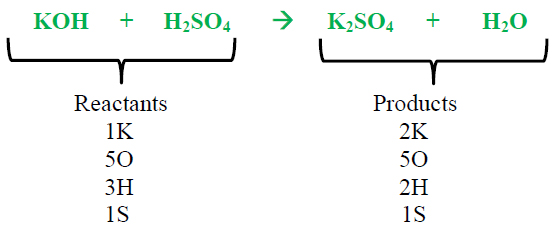 KOH + H₂SO₄ → K₂SO₄ + H₂O
Reactants Products
1K 2K
5O 5O
3H 2H
1S 1S